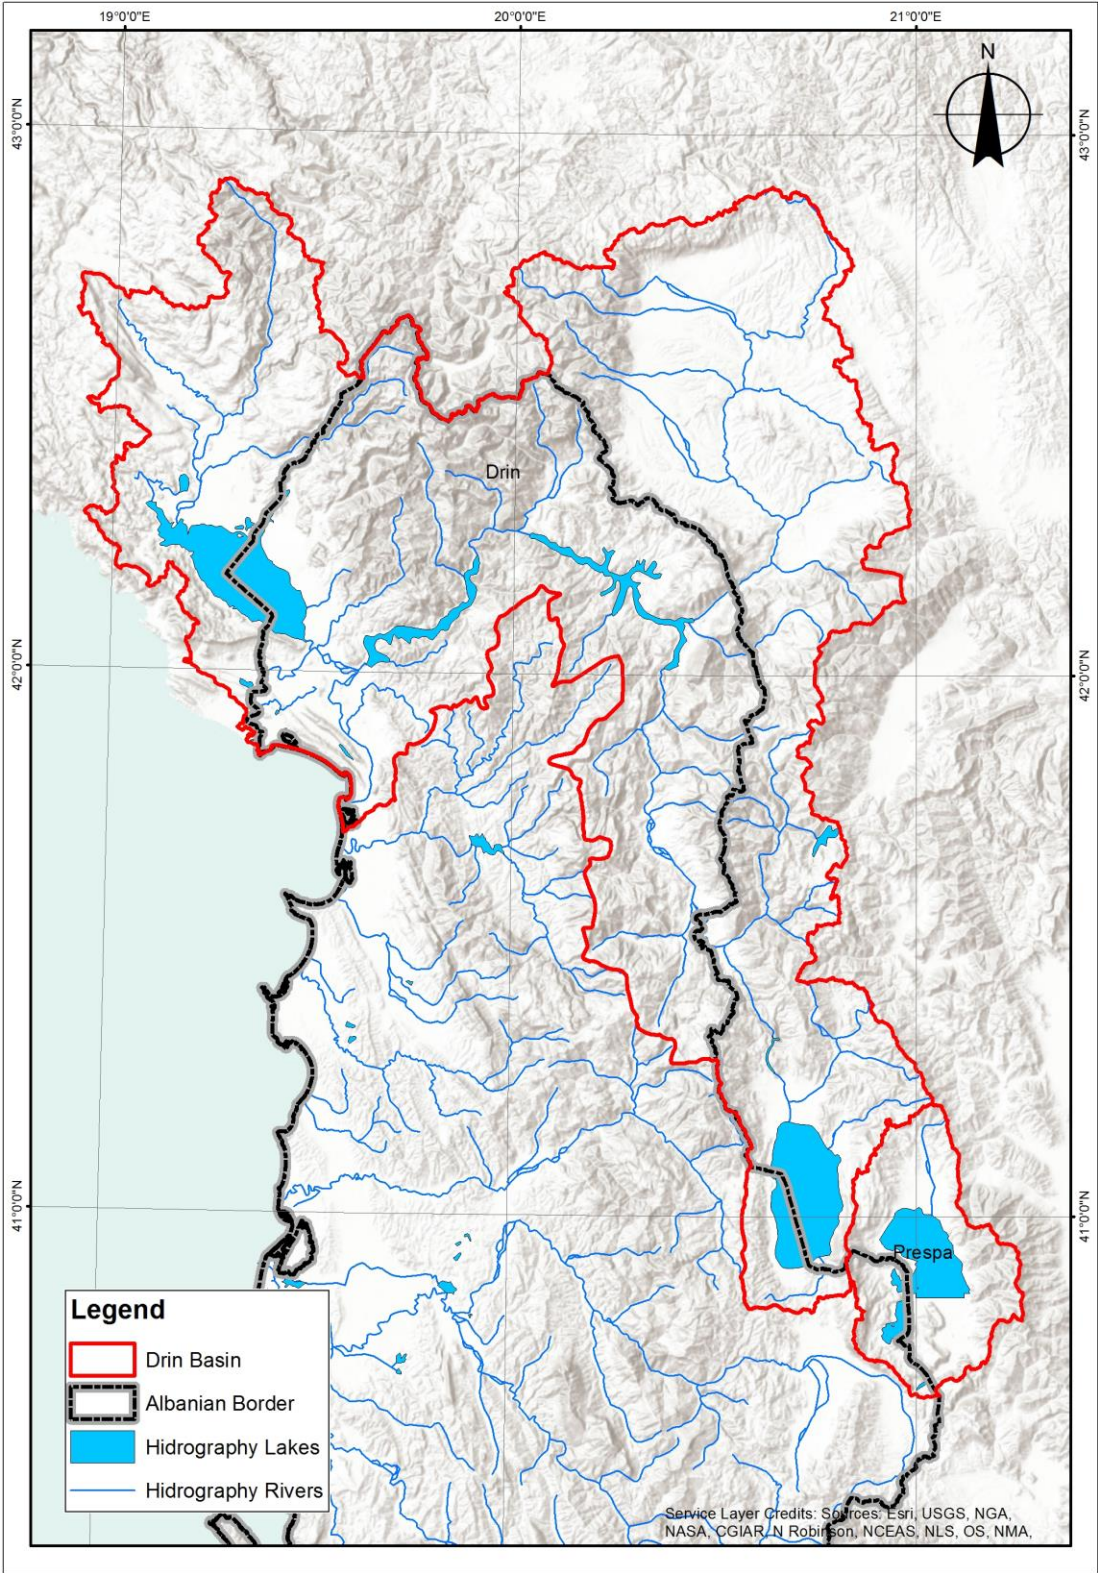 19°0'0"E
20°0'0"E
21°0'0"E
N
43°0'0"N
43°0'0"N
Drin
42°0'0"N
42°0'0"N
41°0'0"N
41°0'0"N
Prespa
Legend
Drin Basin
Albanian Border
Hidrography Lakes
Hidrography Rivers
Service Layer Credits: Sources: Esri, USGS, NGA,
NASA, CGIAR, N Robinson, NCEAS, NLS, OS, NMA,